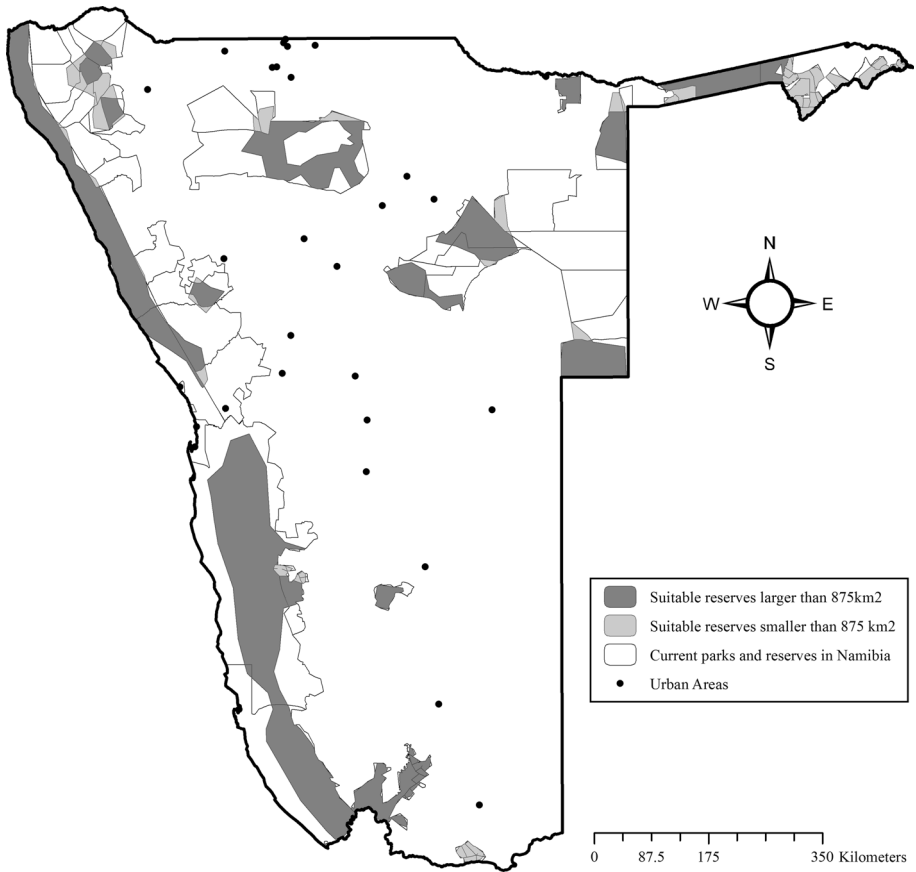 N
W E
S
Suitable reserves larger than 875km2
Suitable reserves smaller than 875 km2
Current parks and reserves in Namibia
Urban Areas
0 87.5 175 350 Kilometers